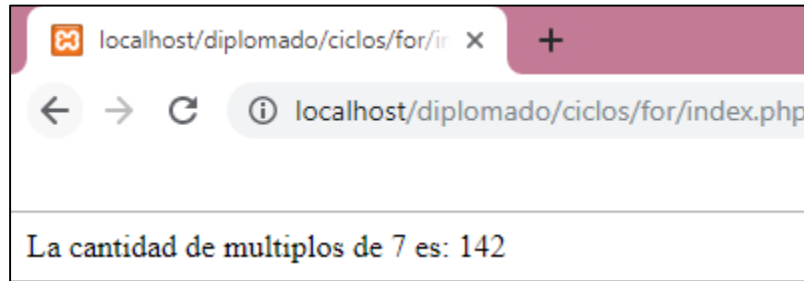 localhost/diplomado/ciclos/for/in
localhost/diplomado/ciclos/for/index.php
La cantidad de multiplos de 7 es: 142